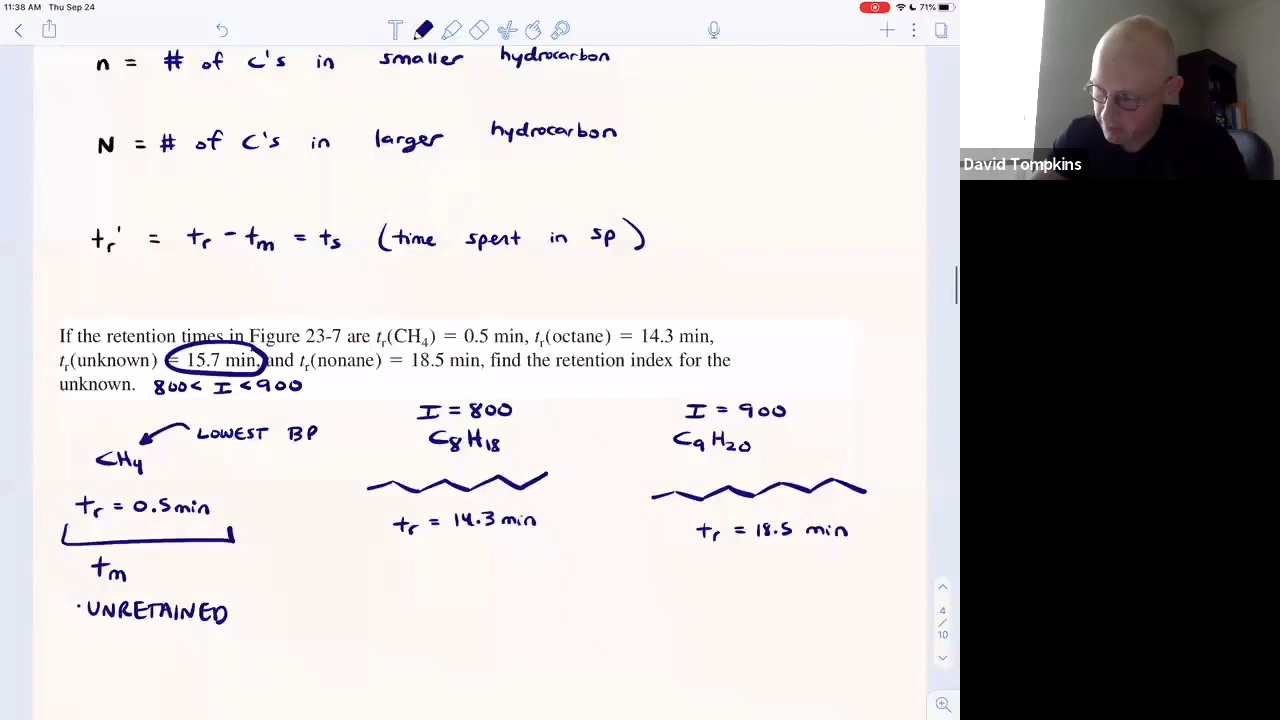 11:38 AM Thu Sep 24
71%
n = # of C's in smaller hydrocarbon
N = # of C's in larger hydrocarbon
tr' = tr - tm = ts (time spent in sp)
If the retention times in Figure 23-7 are tr(CH4) = 0.5 min, tr(octane) = 14.3 min,
tr(unknown) = 15.7 min, and tr(nonane) = 18.5 min, find the retention index for the
unknown. 800 < I < 900
I = 800
I = 900
LOWEST BP
C8H18
C9H20
CH4
tr = 0.5 min
tr = 14.3 min
tr = 18.5 min
tm
· UNRETAINED
4
/
10
David Tompkins